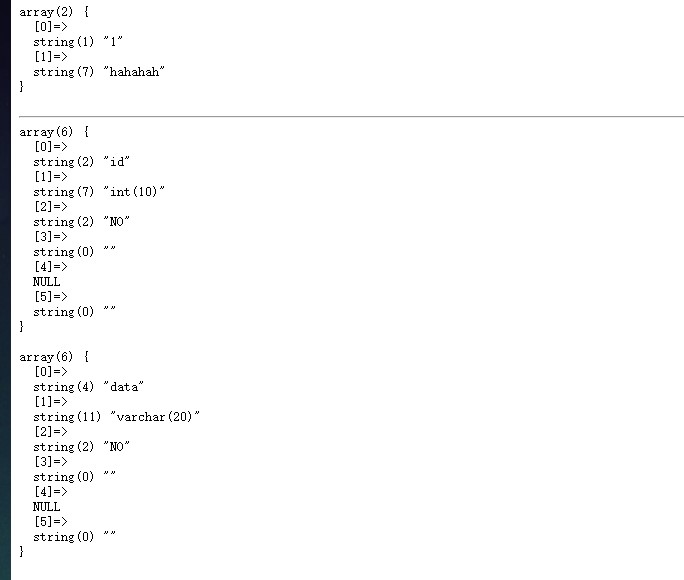 array(2) {
  [0]=>
  string(1) "1"
  [1]=>
  string(7) "hahahah"
}
array(6) {
  [0]=>
  string(2) "id"
  [1]=>
  string(7) "int(10)"
  [2]=>
  string(2) "NO"
  [3]=>
  string(0) ""
  [4]=>
  NULL
  [5]=>
  string(0) ""
}
array(6) {
  [0]=>
  string(4) "data"
  [1]=>
  string(11) "varchar(20)"
  [2]=>
  string(2) "NO"
  [3]=>
  string(0) ""
  [4]=>
  NULL
  [5]=>
  string(0) ""
}